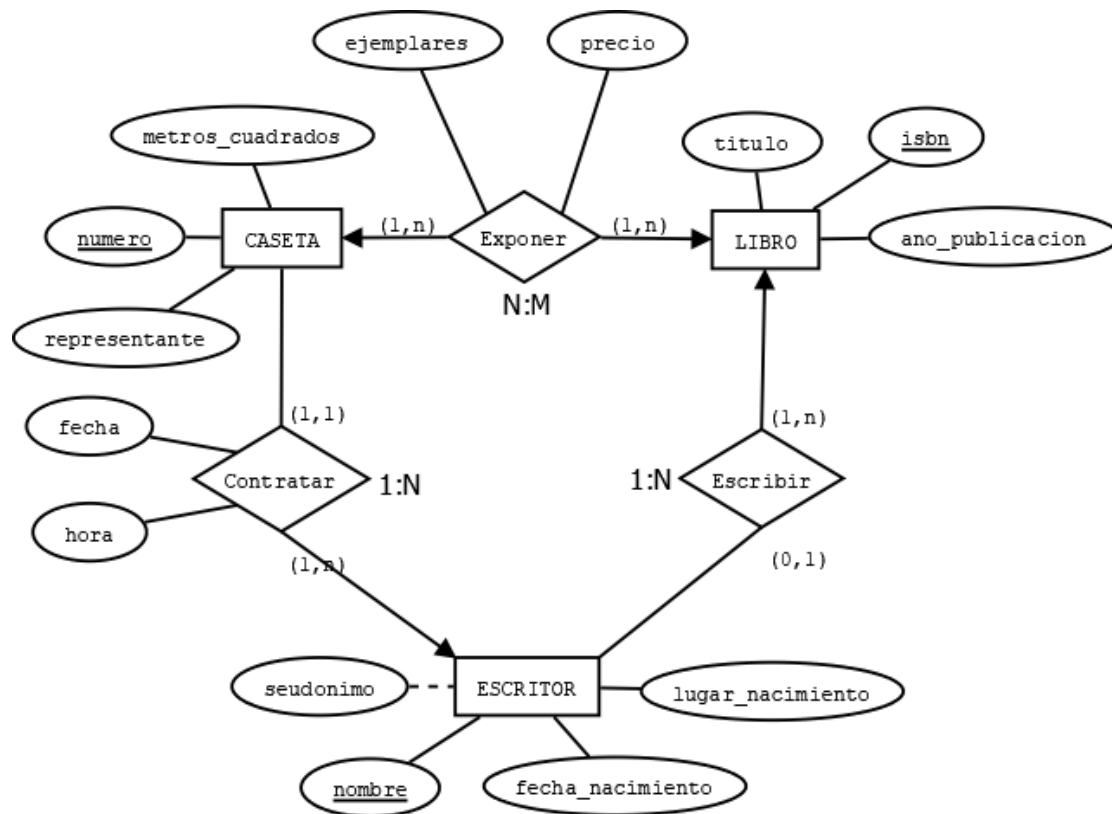 ejemplares
precio
metros_cuadrados
titulo
isbn
numero
CASETA
(1,n)
Exponer
(1,n)
LIBRO
ano_publicacion
N:M
representante
fecha
(1,1)
(1,n)
Contratar
1:N
1:N
Escribir
hora
(1,n)
(0,1)
seudonimo
ESCRITOR
lugar_nacimiento
nombre
fecha_nacimiento